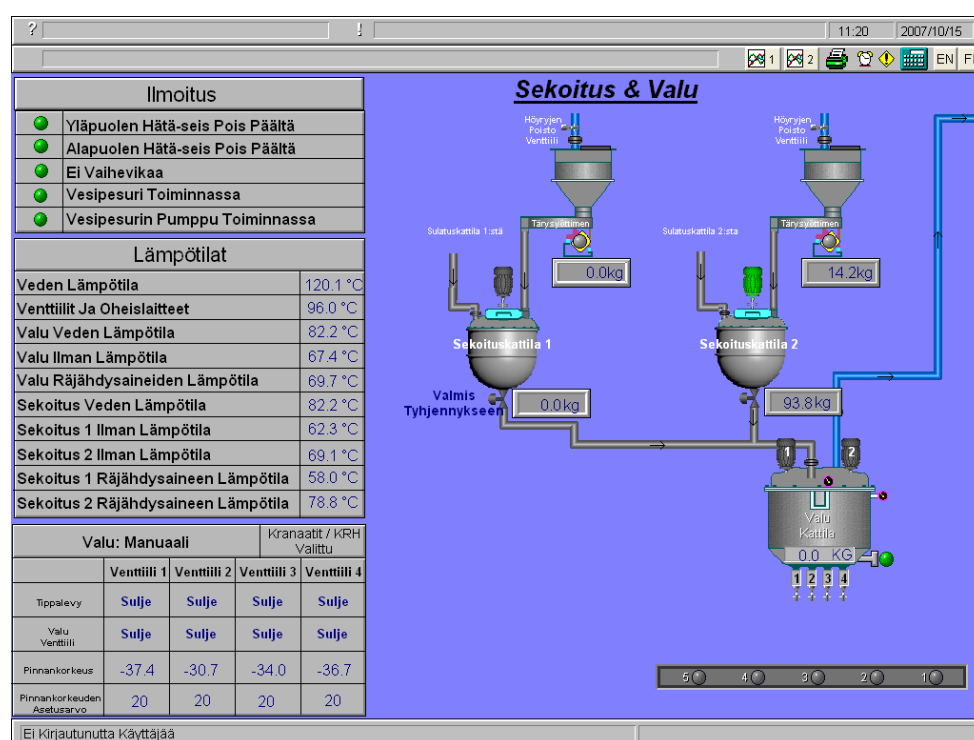 ? !
11:20 2007/10/15
1 2 EN F
Ilmoitus
Yläpuolen Hätä-seis Pois Päältä
Alapuolen Hätä-seis Pois Päältä
Ei Vaihevikaa
Vesipesuri Toiminnassa
Vesipesurin Pumppu Toiminnassa
Lämpötilat
Veden Lämpötila 120.1 °C
Venttiilit Ja Oheislaitteet 96.0 °C
Valu Veden Lämpötila 82.2 °C
Valu Ilman Lämpötila 67.4 °C
Valu Räjähdysaineiden Lämpötila 69.7 °C
Sekoitus Veden Lämpötila 82.2 °C
Sekoitus 1 Ilman Lämpötila 62.3 °C
Sekoitus 2 Ilman Lämpötila 69.1 °C
Sekoitus 1 Räjähdysaineen Lämpötila 58.0 °C
Sekoitus 2 Räjähdysaineen Lämpötila 78.8 °C
Valu: Manuaali
Kranaatit / KRH
Valittu
Venttiili 1 Venttiili 2 Venttiili 3 Venttiili 4
Tippalevy Sulje Sulje Sulje Sulje
Valu
Venttiili
Sulje Sulje Sulje Sulje
Pinnankorkeus -37.4 -30.7 -34.0 -36.7
Pinnankorkeuden
Asetusarvo
20 20 20 20
Sekoitus & Valu
Höyryjen
Poisto
Venttiili
Höyryjen
Poisto
Venttiili
Sulatuskattila 1:stä
Tärysyöttimen
Sulatuskattila 2:sta
Tärysyöttimen
0.0kg
14.2kg
Sekoituskattila 1
Sekoituskattila 2
Valmis
Tyhjennykseen
0.0kg
93.8kg
1 2
Valu
Kattila
0.0 KG
1 2 3 4
5 4 3 2 1
Ei Kirjautunutta Käyttäjää